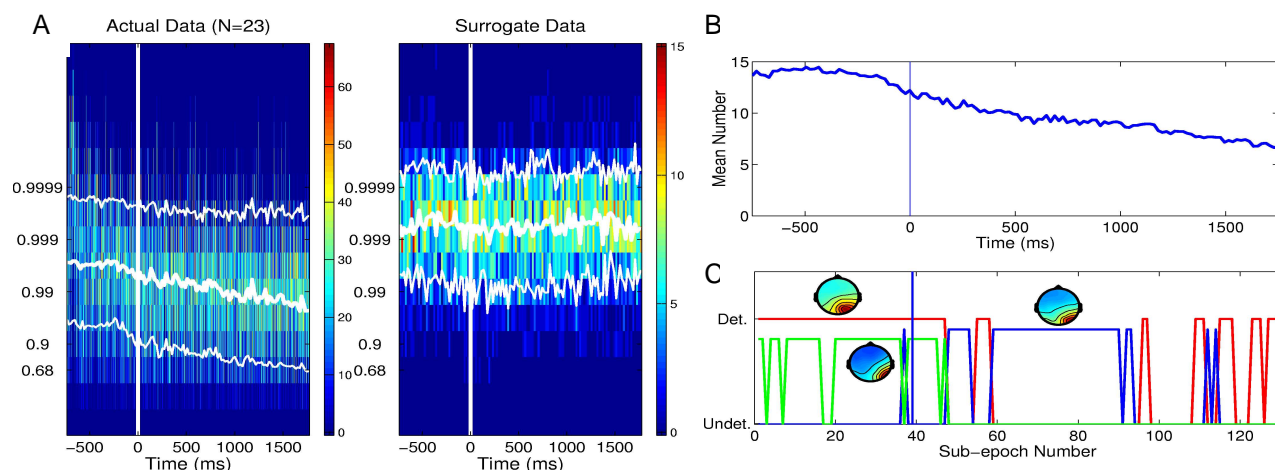 A
Actual Data (N=23)
0.9999
0.999
0.99
0.9
0.68
−500 0 500 1000 1500
Time (ms)
60
50
40
30
20
10
0
Surrogate Data
0.9999
0.999
0.99
0.9
0.68
−500 0 500 1000 1500
Time (ms)
15
10
5
0
B
15
10
5
0
Mean Number
−500 0 500 1000 1500
Time (ms)
C
Det.
Undet.
0 20 40 60 80 100 120
Sub−epoch Number